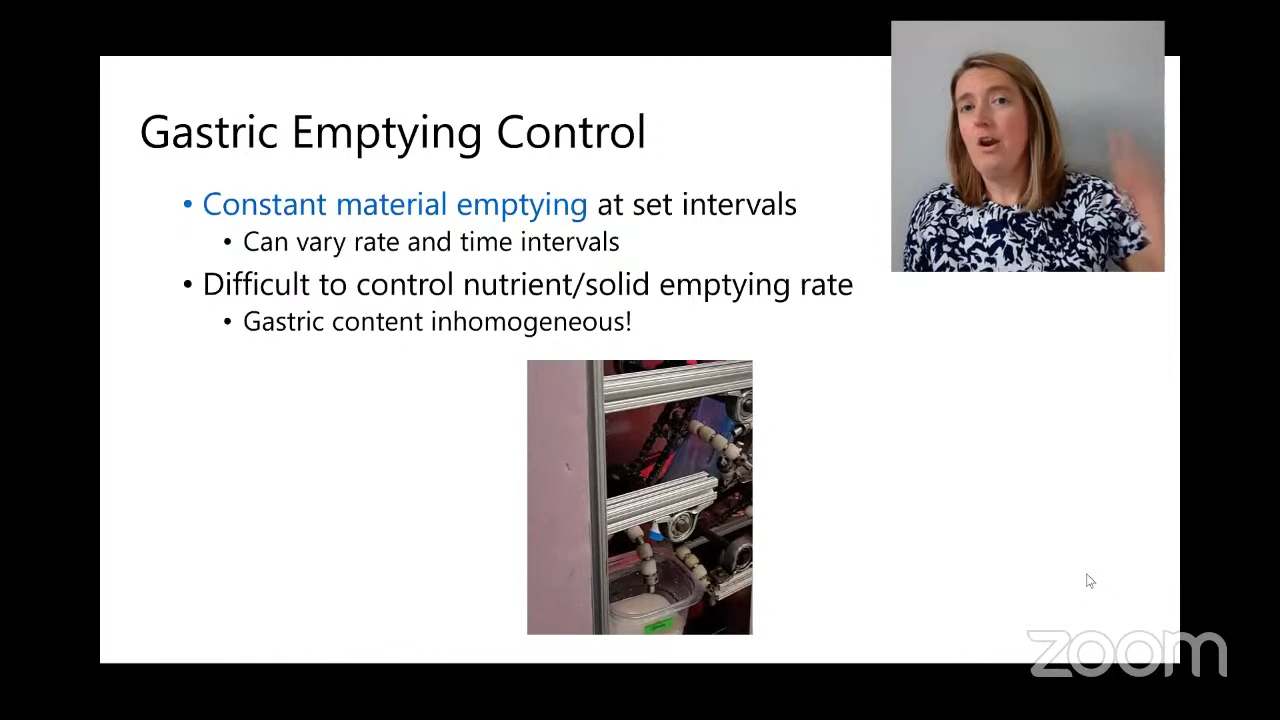 Gastric Emptying Control
• Constant material emptying at set intervals
• Can vary rate and time intervals
• Difficult to control nutrient/solid emptying rate
• Gastric content inhomogeneous!
zoom